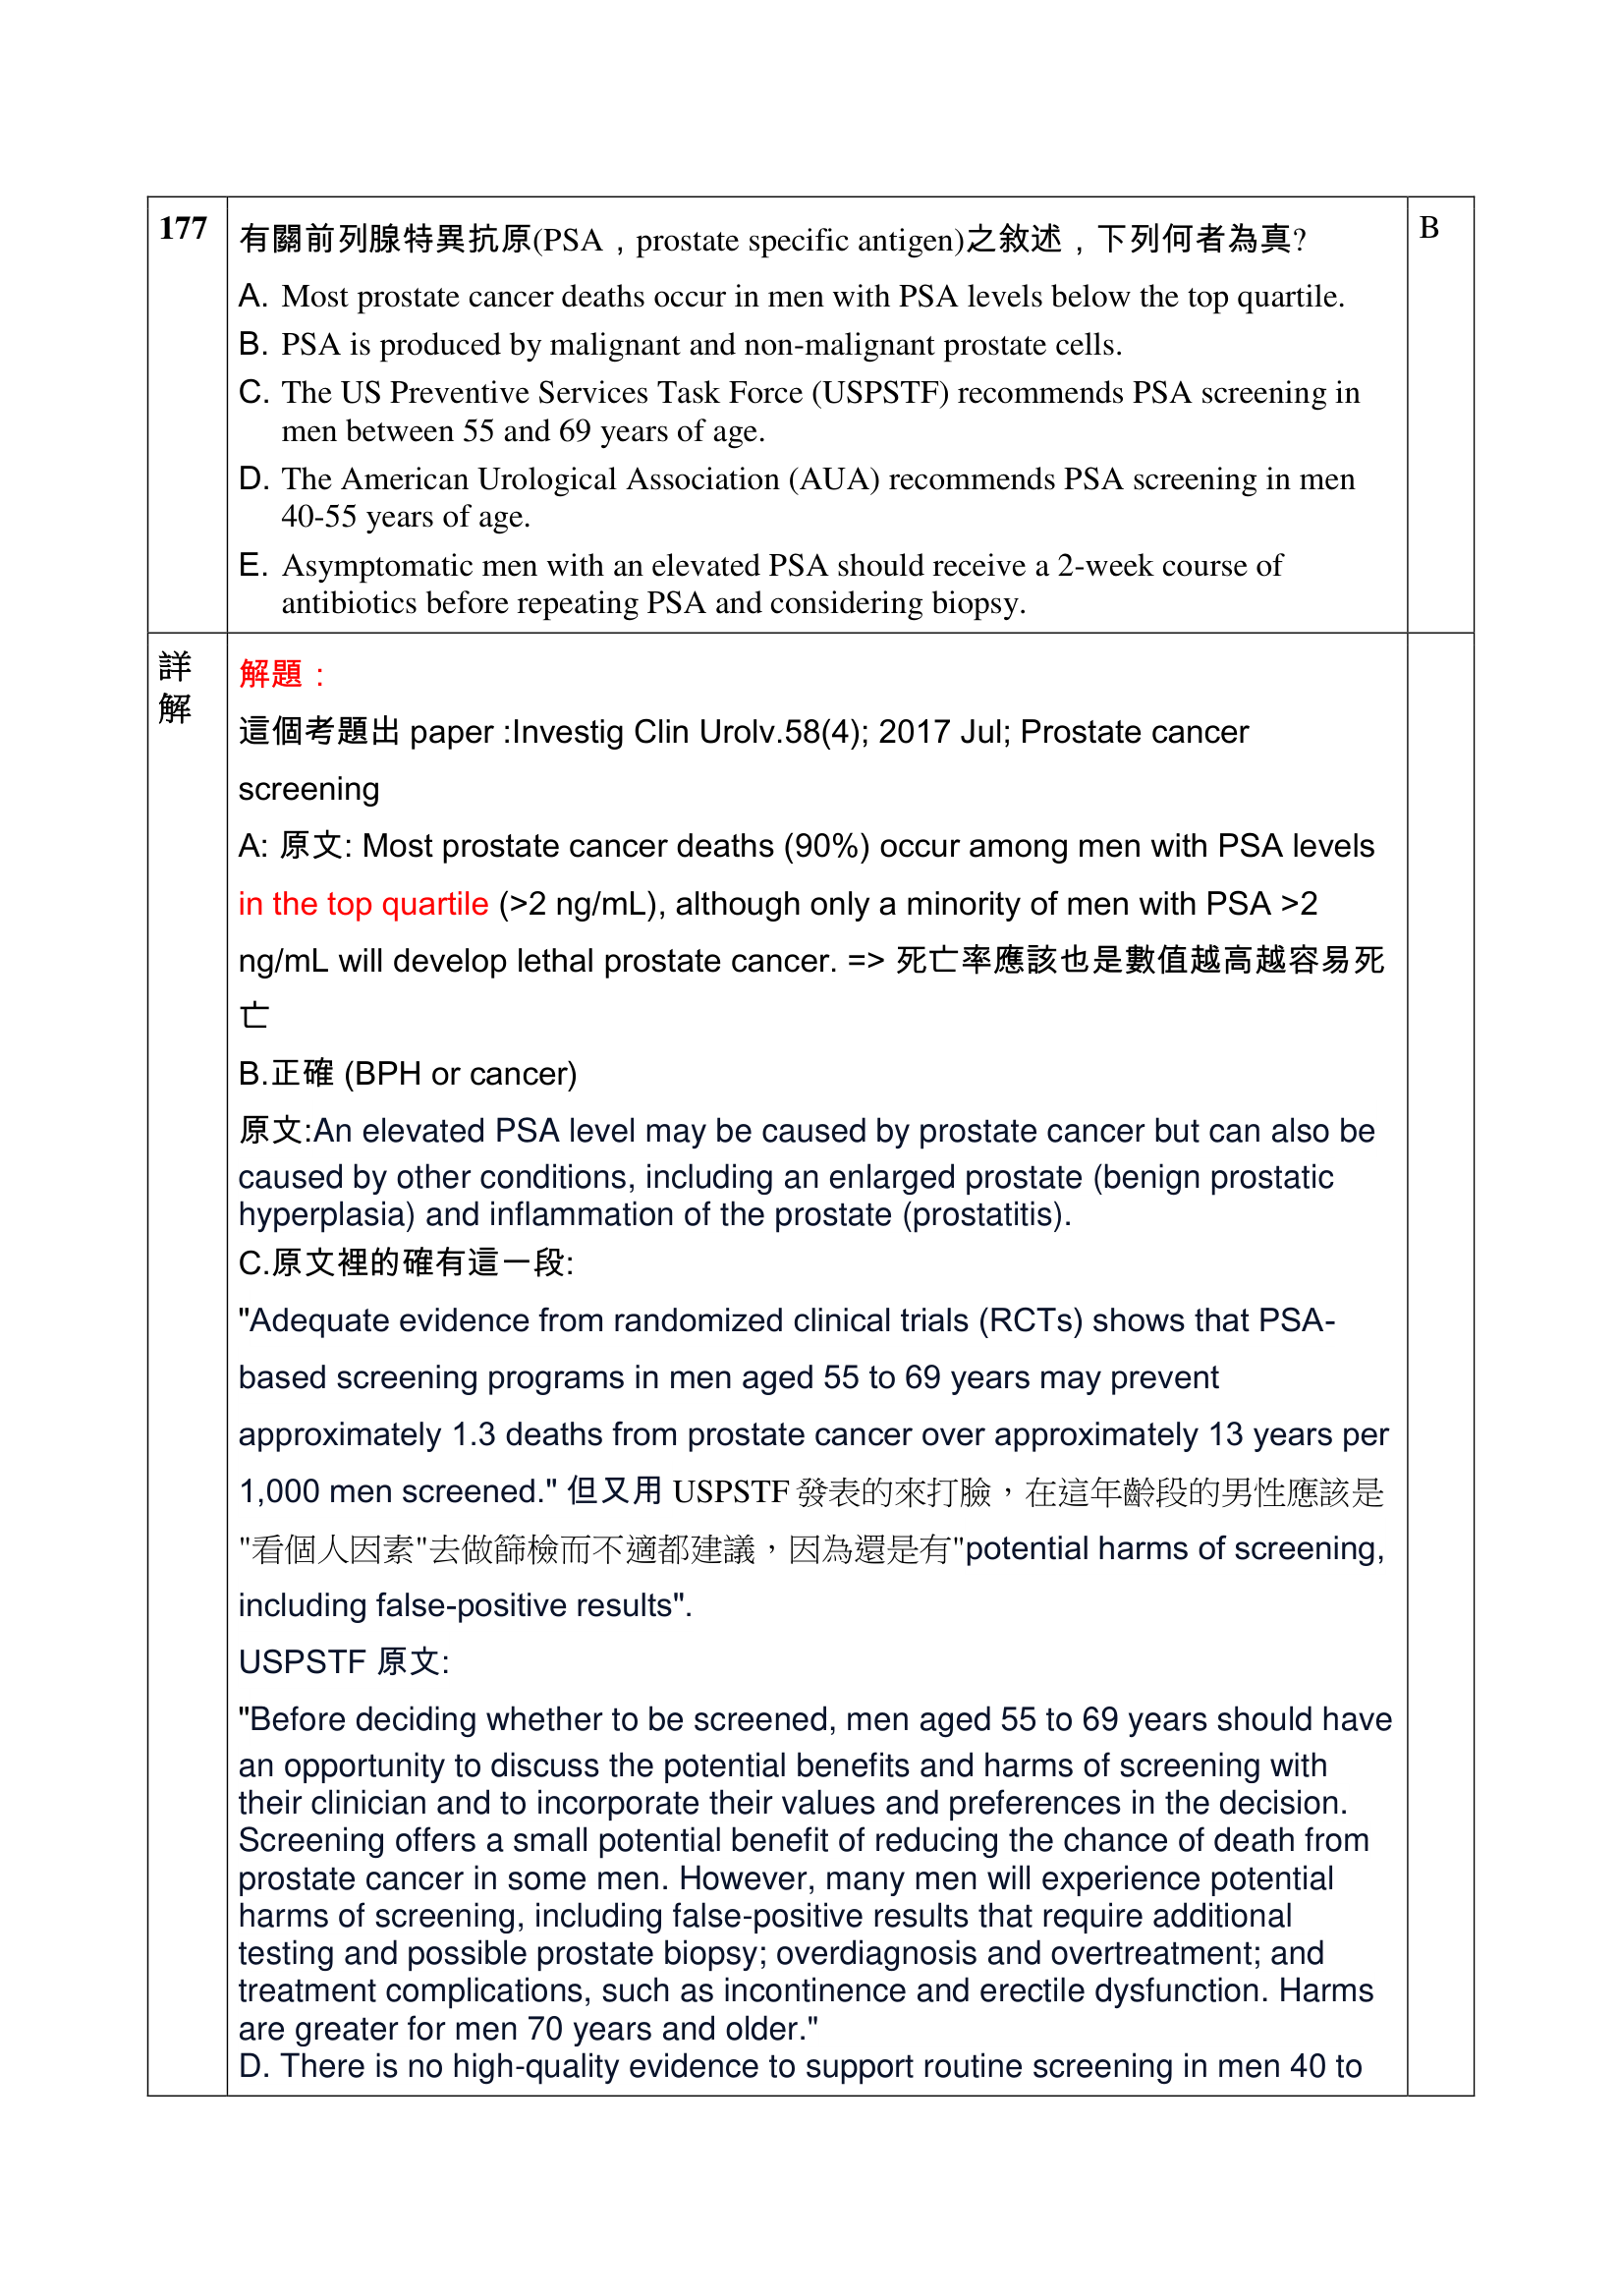 177
有關前列腺特異抗原(PSA，prostate specific antigen)之敘述，下列何者為真?
B
A. Most prostate cancer deaths occur in men with PSA levels below the top quartile.
B. PSA is produced by malignant and non-malignant prostate cells.
C. The US Preventive Services Task Force (USPSTF) recommends PSA screening in
men between 55 and 69 years of age.
D. The American Urological Association (AUA) recommends PSA screening in men
40-55 years of age.
E. Asymptomatic men with an elevated PSA should receive a 2-week course of
antibiotics before repeating PSA and considering biopsy.
詳
解
解題：
這個考題出 paper :Investig Clin Urolv.58(4); 2017 Jul; Prostate cancer
screening
A: 原文: Most prostate cancer deaths (90%) occur among men with PSA levels
in the top quartile (>2 ng/mL), although only a minority of men with PSA >2
ng/mL will develop lethal prostate cancer. => 死亡率應該也是數值越高越容易死
亡
B.正確 (BPH or cancer)
原文:An elevated PSA level may be caused by prostate cancer but can also be
caused by other conditions, including an enlarged prostate (benign prostatic
hyperplasia) and inflammation of the prostate (prostatitis).
C.原文裡的確有這一段:
"Adequate evidence from randomized clinical trials (RCTs) shows that PSA-
based screening programs in men aged 55 to 69 years may prevent
approximately 1.3 deaths from prostate cancer over approximately 13 years per
1,000 men screened." 但又用 USPSTF 發表的來打臉，在這年齡段的男性應該是
"看個人因素"去做篩檢而不適都建議，因為還是有"potential harms of screening,
including false-positive results".
USPSTF 原文:
"Before deciding whether to be screened, men aged 55 to 69 years should have
an opportunity to discuss the potential benefits and harms of screening with
their clinician and to incorporate their values and preferences in the decision.
Screening offers a small potential benefit of reducing the chance of death from
prostate cancer in some men. However, many men will experience potential
harms of screening, including false-positive results that require additional
testing and possible prostate biopsy; overdiagnosis and overtreatment; and
treatment complications, such as incontinence and erectile dysfunction. Harms
are greater for men 70 years and older."
D. There is no high-quality evidence to support routine screening in men 40 to